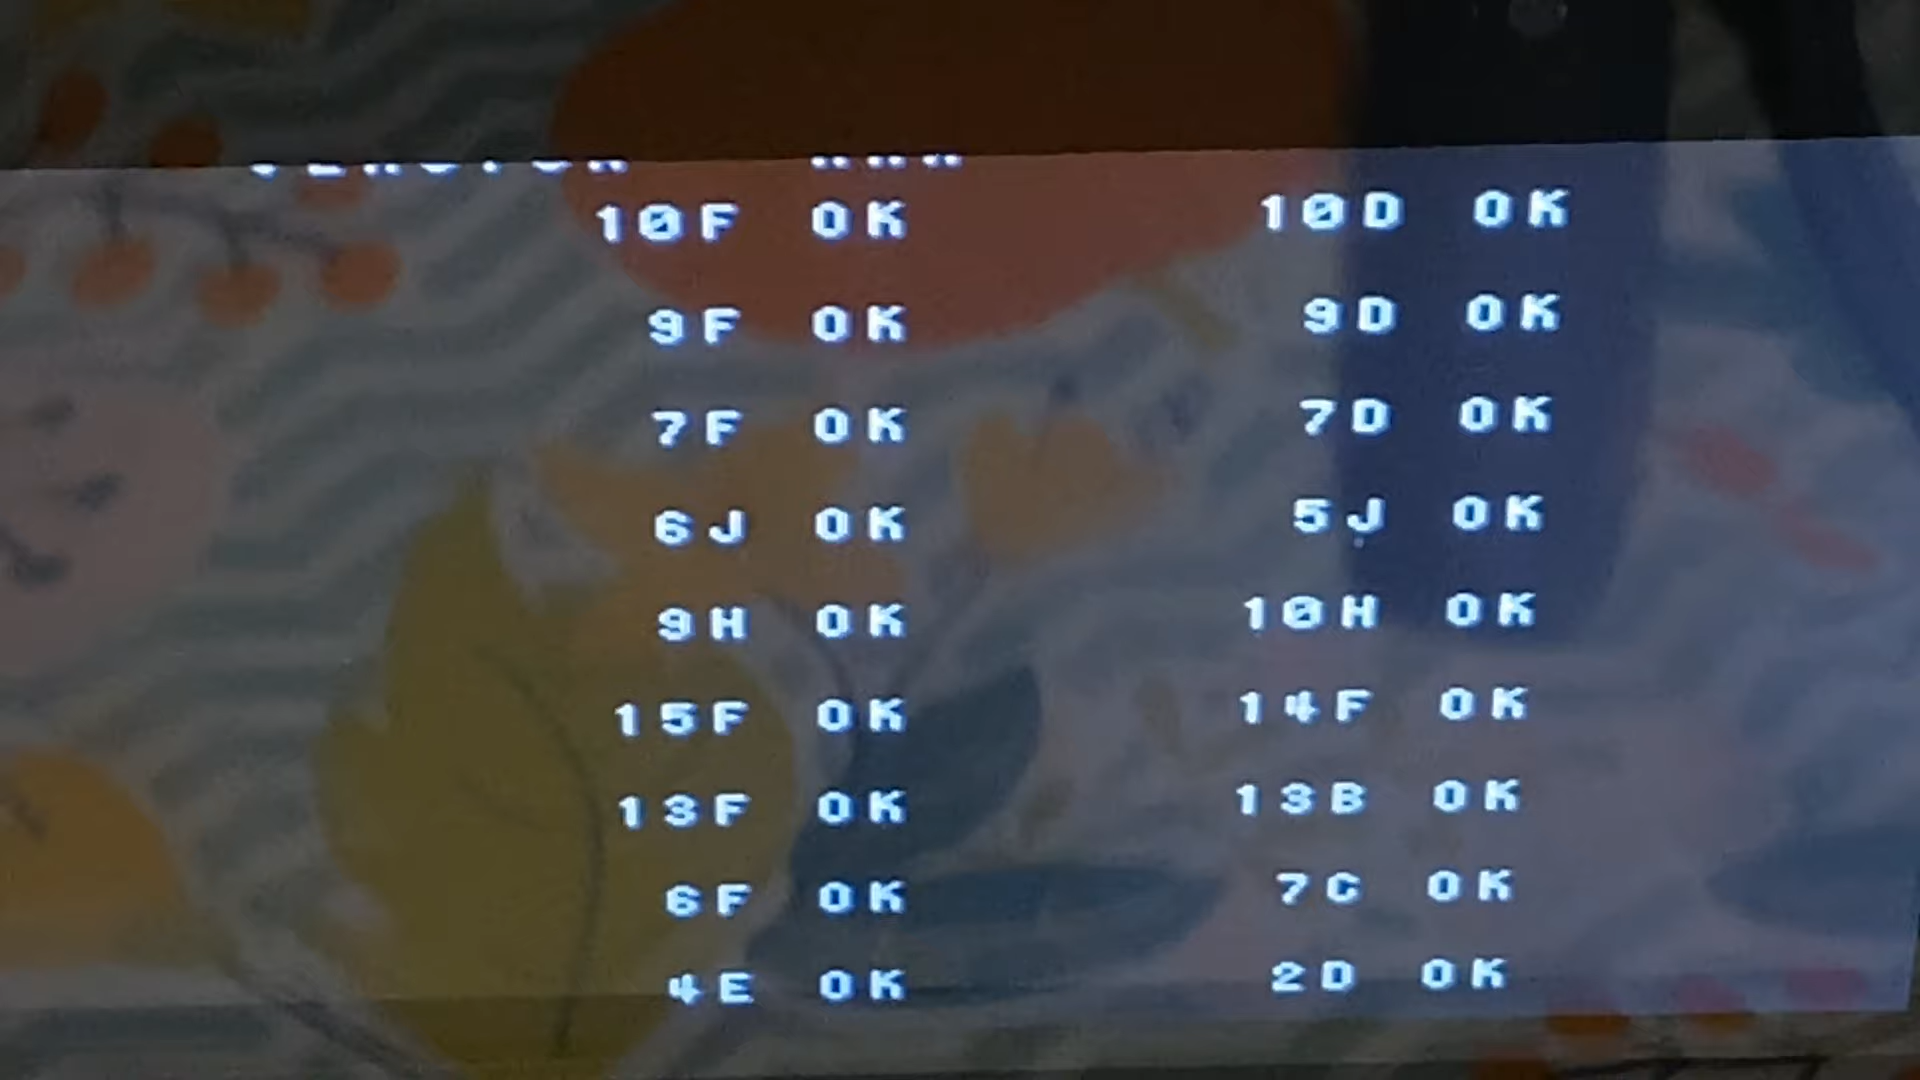 10F OK 10D OK
9F OK 9D OK
7F OK 7D OK
6J OK 5J OK
9H OK 10H OK
15F OK 14F OK
13F OK 13B OK
6F OK 7C OK
4E OK 2D OK